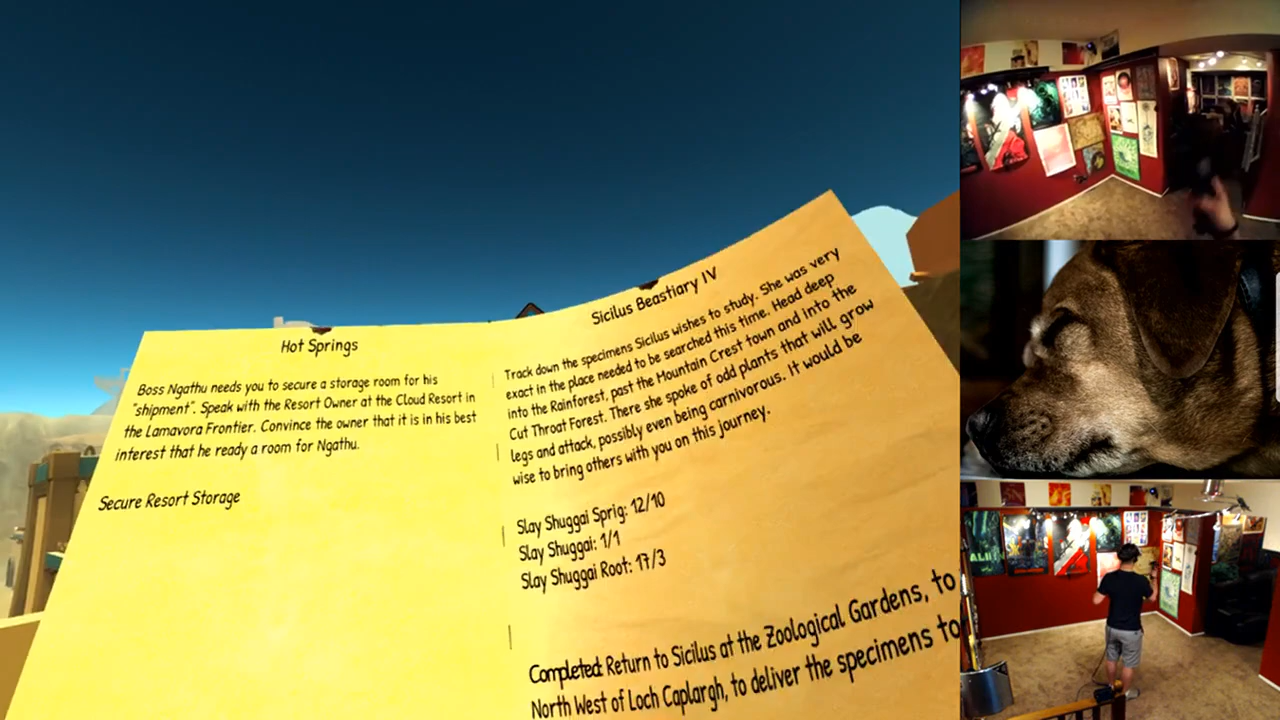 Hot Springs
Boss Ngathu needs you to secure a storage room for his
"shipment". Speak with the Resort Owner at the Cloud Resort in
the Lamavora Frontier. Convince the owner that it is in his best
interest that he ready a room for Ngathu.
Secure Resort Storage
Sicilus Beastiary IV
Track down the specimens Sicilus wishes to study. She was very
exact in the place needed to be searched this time. Head deep
into the Rainforest, past the Mountain Crest town and into the
Cut Throat Forest. There she spoke of odd plants that will grow
legs and attack, possibly even being carnivorous. It would be
wise to bring others with you on this journey.
Slay Shuggai Sprig: 12/10
Slay Shuggai: 1/1
Slay Shuggai Root: 17/3
Completed: Return to Sicilus at the Zoological Gardens, to
North West of Loch Caplargh, to deliver the specimens to